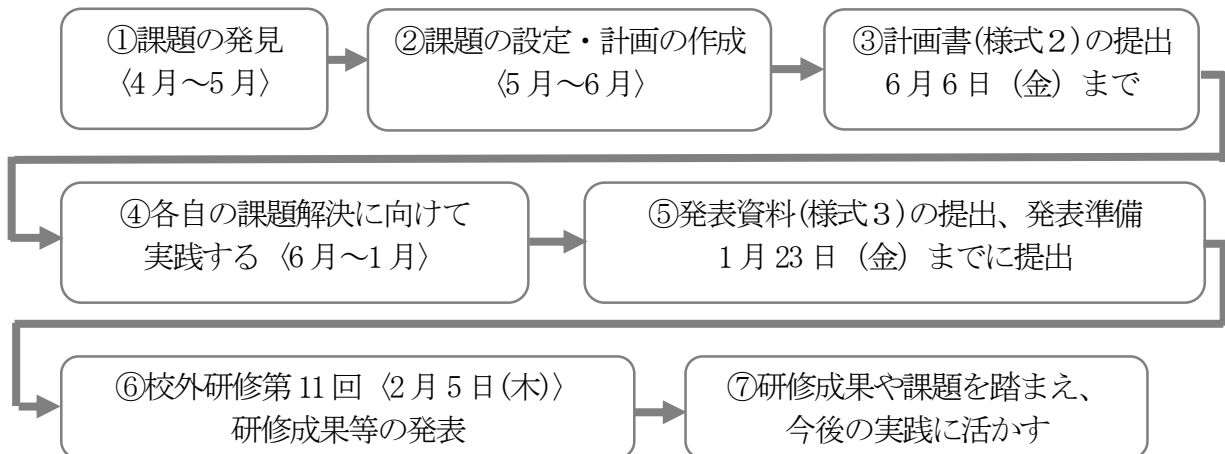 ①課題の発見
〈4月～5月〉
②課題の設定・計画の作成
〈5月～6月〉
③計画書(様式２)の提出
6月6日（金）まで
④各自の課題解決に向けて
実践する〈6月～1月〉
⑤発表資料(様式３)の提出、発表準備
1月23日（金）までに提出
⑥校外研修第11回〈2月5日(木)〉
研修成果等の発表
⑦研修成果や課題を踏まえ、
今後の実践に活かす